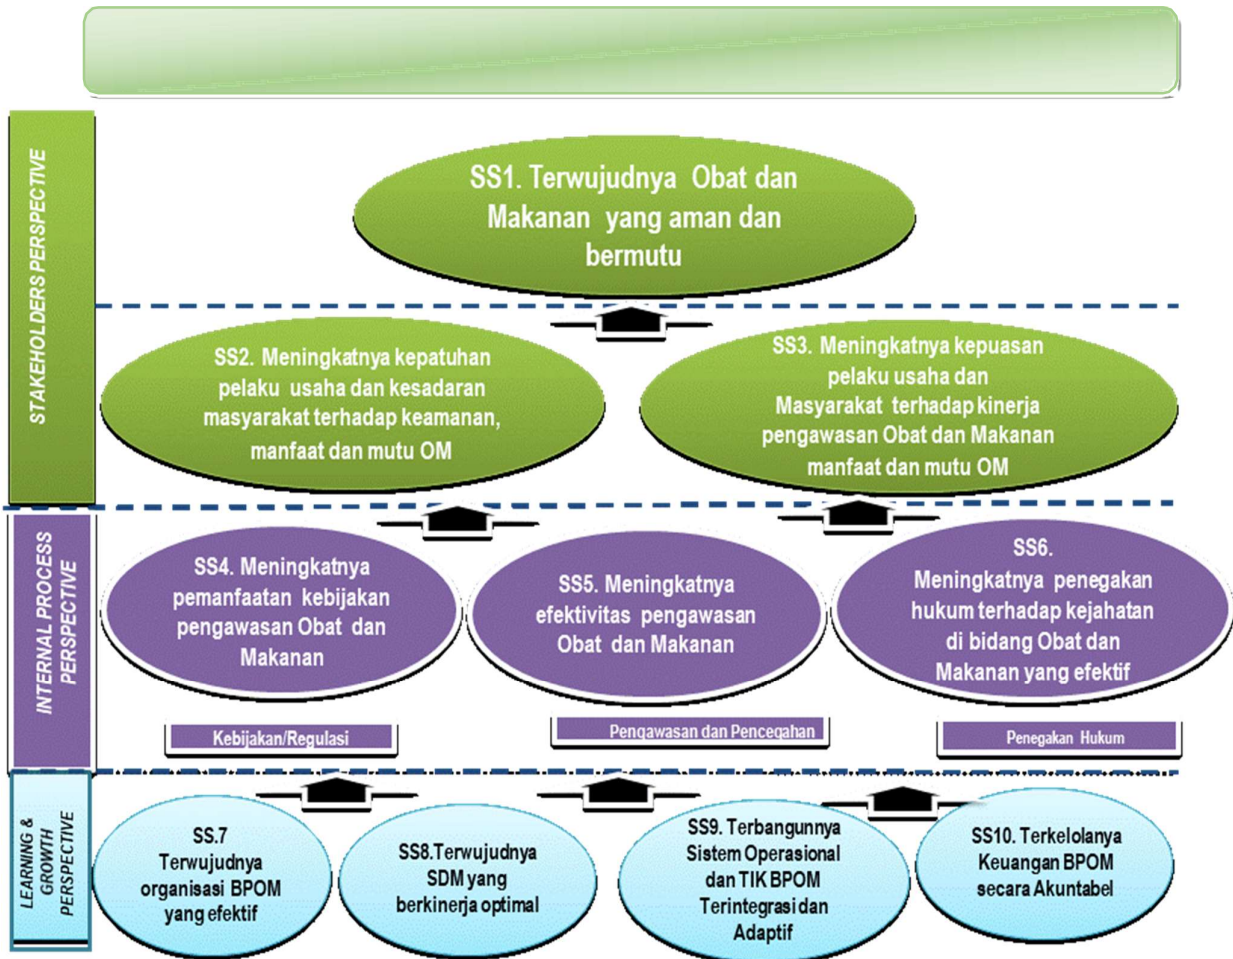 STAKEHOLDERS PERSPECTIVE
SS1. Terwujudnya Obat dan
Makanan yang aman dan
bermutu
SS2. Meningkatnya kepatuhan
pelaku usaha dan kesadaran
masyarakat terhadap keamanan,
manfaat dan mutu OM
SS3. Meningkatnya kepuasan
pelaku usaha dan
Masyarakat terhadap kinerja
pengawasan Obat dan Makanan
manfaat dan mutu OM
INTERNAL PROCESS
PERSPECTIVE
SS4. Meningkatnya
pemanfaatan kebijakan
pengawasan Obat dan
Makanan
SS5. Meningkatnya
efektivitas pengawasan
Obat dan Makanan
SS6.
Meningkatnya penegakan
hukum terhadap kejahatan
di bidang Obat dan
Makanan yang efektif
Kebijakan/Regulasi
Pengawasan dan Pencegahan
Penegakan Hukum
LEARNING &
GROWTH
PERSPECTIVE
SS.7
Terwujudnya
organisasi BPOM
yang efektif
SS8.Terwujudnya
SDM yang
berkinerja optimal
SS9. Terbangunnya
Sistem Operasional
dan TIK BPOM
Terintegrasi dan
Adaptif
SS10. Terkelolanya
Keuangan BPOM
secara Akuntabel